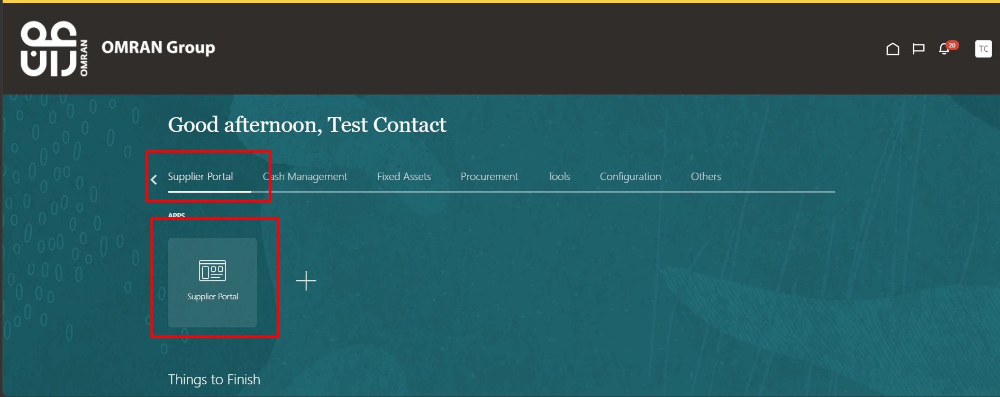 عمران
OMRAN
OMRAN Group
20
TC
Good afternoon, Test Contact
Supplier Portal
Cash Management
Fixed Assets
Procurement
Tools
Configuration
Others
APPS
Supplier Portal
Things to Finish